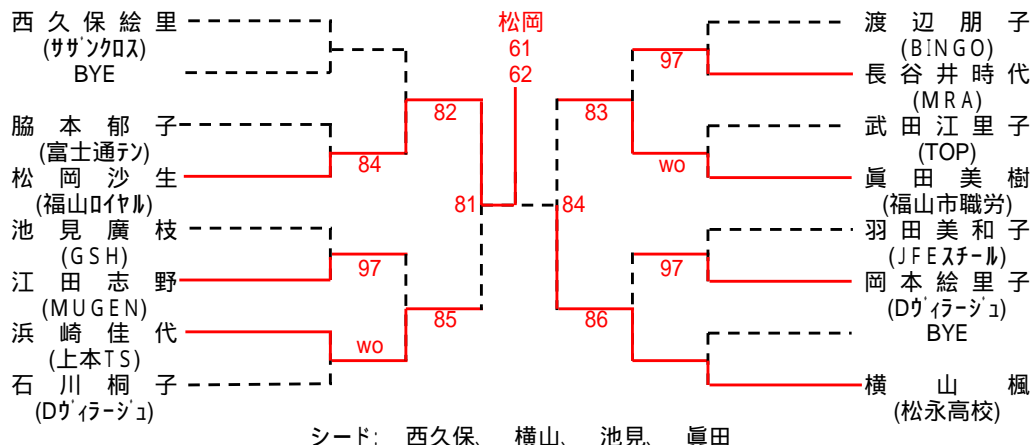 西久保絵里
(ｻｻﾞﾝｸﾛｽ)
BYE
脇本郁子
(富士通テン)
松岡沙生
(福山ﾛｲﾔﾙ)
池見廣枝
(GSH)
江田志野
(MUGEN)
浜崎佳代
(上本TS)
石川桐子
(Dｳﾞｨﾗｰｼﾞｭ)
84
97
wo
82
85
81
松岡
61
62
84
83
86
97
wo
97
渡辺朋子
(BINGO)
長谷井時代
(MRA)
武田江里子
(TOP)
眞田美樹
(福山市職労)
羽田美和子
(JFEｽﾁｰﾙ)
岡本絵里子
(Dｳﾞｨﾗｰｼﾞｭ)
BYE
横山楓
(松永高校)
シード: 西久保、 横山、 池見、 眞田